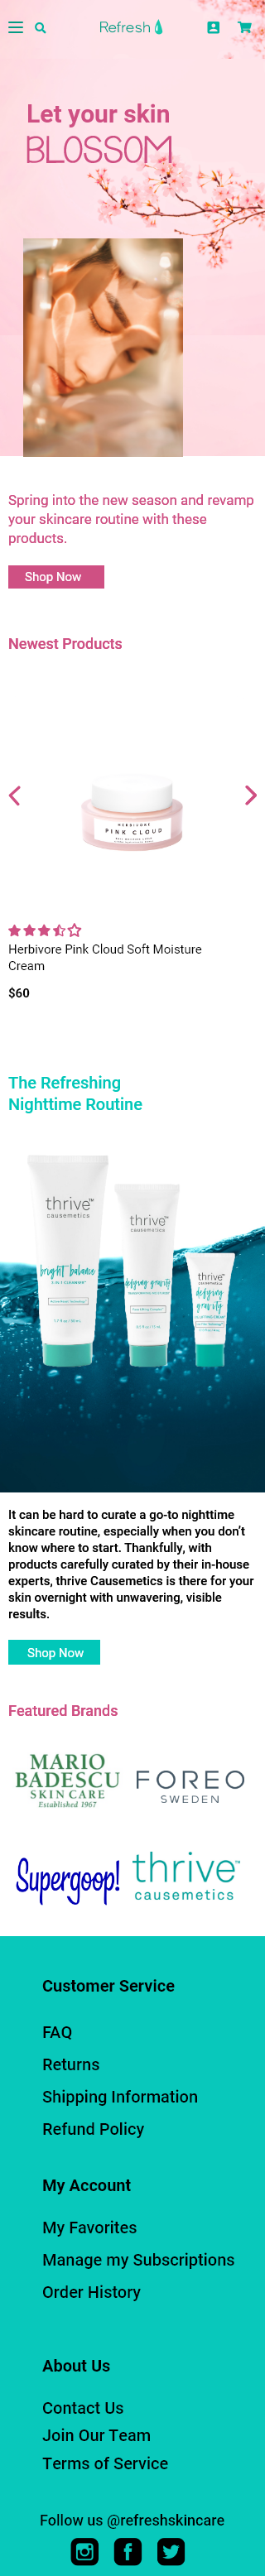 Refresh
Let your skin
BLOSSOM
Spring into the new season and revamp
your skincare routine with these
products.
Shop Now
Newest Products
HERBIVORE
PINK CLOUD
Herbivore Pink Cloud Soft Moisture
Cream
$60
The Refreshing
Nighttime Routine
thrive™
causemetics
bright balance
thrive™
causemetics
defying gravity
thrive™
causemetics
defying
gravity
It can be hard to curate a go-to nighttime
skincare routine, especially when you don't
know where to start. Thankfully, with
products carefully curated by their in-house
experts, thrive Causemetics is there for your
skin overnight with unwavering, visible
results.
Shop Now
Featured Brands
MARIO
BADESCU
SKIN CARE
Established 1967
FOREO
SWEDEN
Supergoop!
thrive™
causemetics
Customer Service
FAQ
Returns
Shipping Information
Refund Policy
My Account
My Favorites
Manage my Subscriptions
Order History
About Us
Contact Us
Join Our Team
Terms of Service
Follow us @refreshskincare